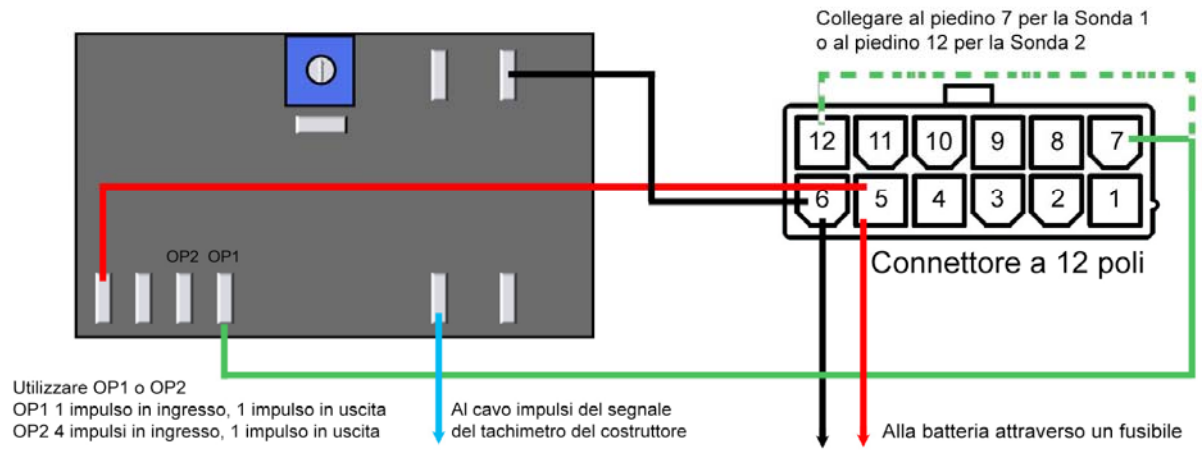 Collegare al piedino 7 per la Sonda 1
o al piedino 12 per la Sonda 2
12 11 10 9 8 7
6 5 4 3 2 1
Connettore a 12 poli
OP2 OP1
Utilizzare OP1 o OP2
OP1 1 impulso in ingresso, 1 impulso in uscita
OP2 4 impulsi in ingresso, 1 impulso in uscita
Al cavo impulsi del segnale
del tachimetro del costruttore
Alla batteria attraverso un fusibile